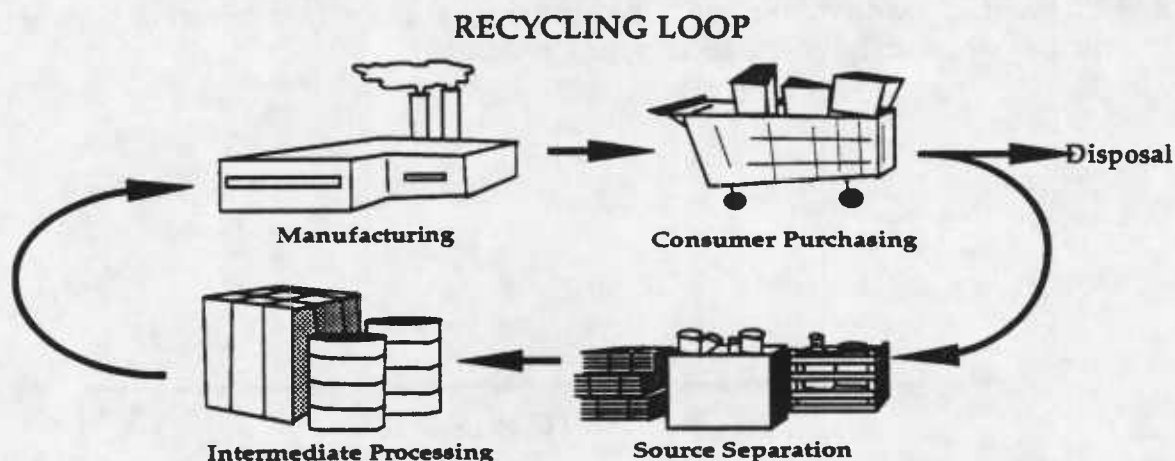 RECYCLING LOOP
Disposal
Manufacturing
Consumer Purchasing
Intermediate Processing
Source Separation